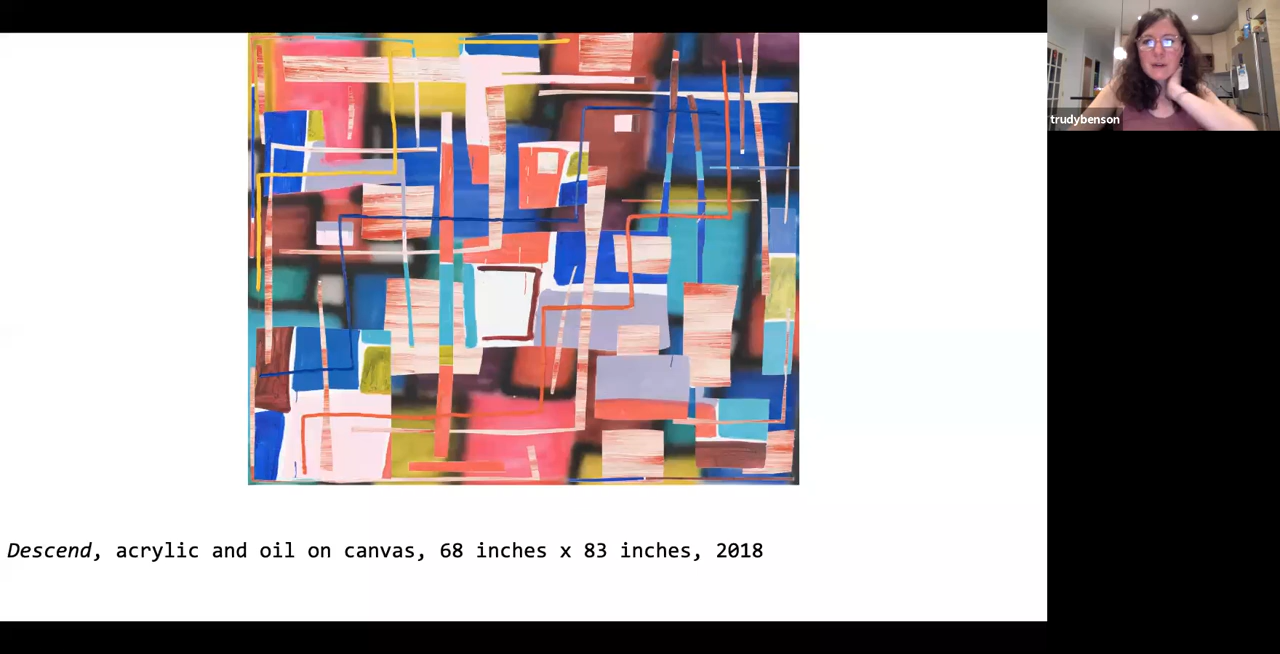 trudybenson
Descend, acrylic and oil on canvas, 68 inches x 83 inches, 2018